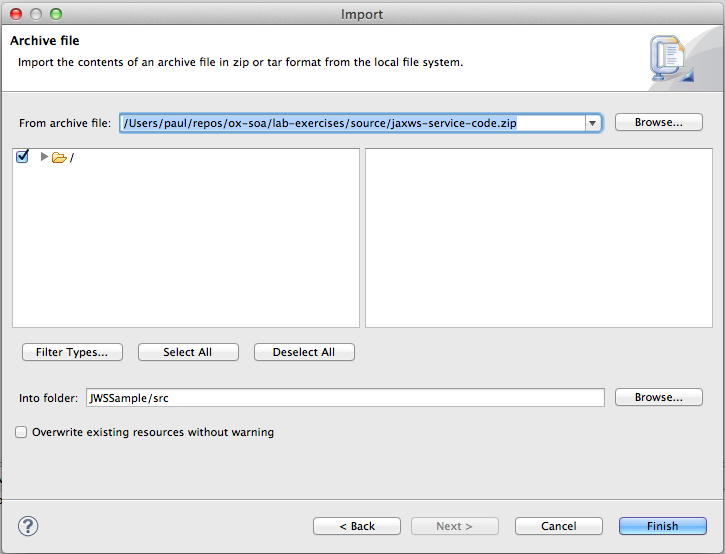 Import
Archive file
Import the contents of an archive file in zip or tar format from the local file system.
From archive file: /Users/paul/repos/ox-soa/lab-exercises/source/jaxws-service-code.zip Browse...
/
Filter Types... Select All Deselect All
Into folder: JWSSample/src Browse...
Overwrite existing resources without warning
? < Back Next > Cancel Finish